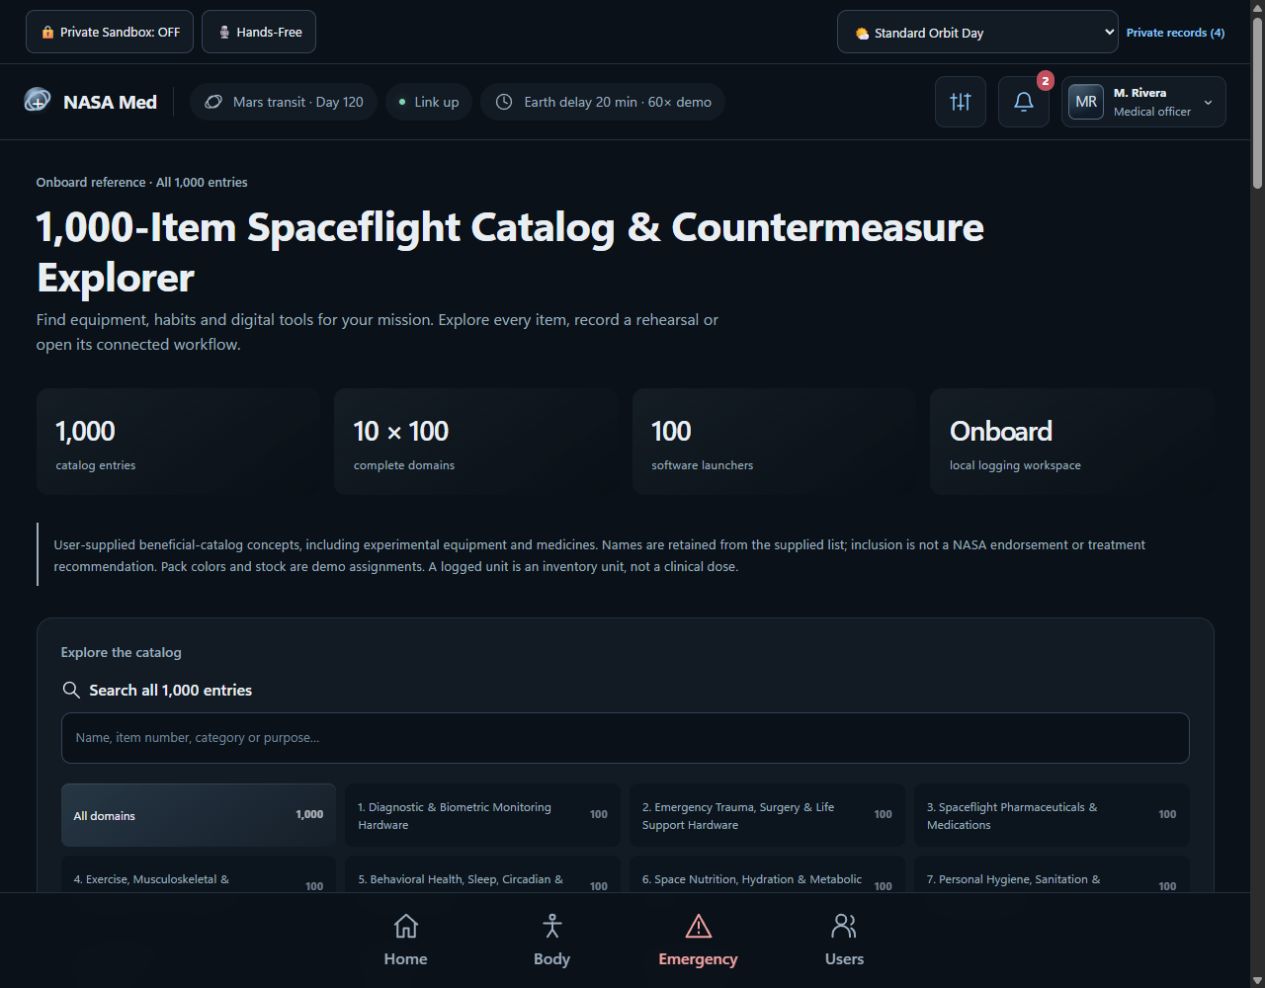 Private Sandbox: OFF
Hands-Free
Standard Orbit Day
Private records (4)
NASA Med
Mars transit · Day 120
Link up
Earth delay 20 min · 60× demo
2
MR
M. Rivera
Medical officer
Onboard reference · All 1,000 entries
1,000-Item Spaceflight Catalog & Countermeasure
Explorer
Find equipment, habits and digital tools for your mission. Explore every item, record a rehearsal or
open its connected workflow.
1,000
catalog entries
10 × 100
complete domains
100
software launchers
Onboard
local logging workspace
User-supplied beneficial-catalog concepts, including experimental equipment and medicines. Names are retained from the supplied list; inclusion is not a NASA endorsement or treatment
recommendation. Pack colors and stock are demo assignments. A logged unit is an inventory unit, not a clinical dose.
Explore the catalog
Search all 1,000 entries
Name, item number, category or purpose...
All domains
1,000
1. Diagnostic & Biometric Monitoring
Hardware
100
2. Emergency Trauma, Surgery & Life
Support Hardware
100
3. Spaceflight Pharmaceuticals &
Medications
100
4. Exercise, Musculoskeletal &
100
5. Behavioral Health, Sleep, Circadian &
100
6. Space Nutrition, Hydration & Metabolic
100
7. Personal Hygiene, Sanitation &
100
Home
Body
Emergency
Users